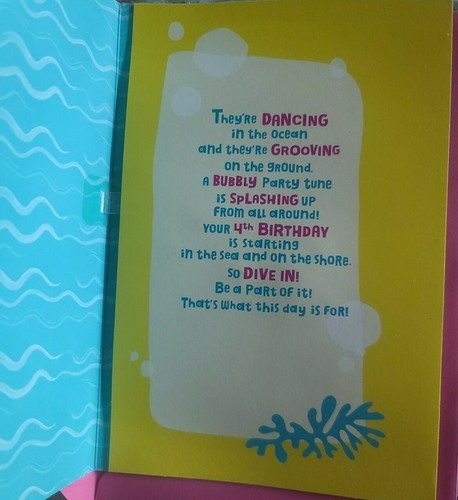 They're DANCING
in the ocean
and they're GROOVING
on the ground.
A BUBBLY party tune
is SPLASHING up
from all around!
Your 4th BIRTHDAY
is starting
in the sea and on the shore.
So DIVE IN!
Be a part of it!
That's what this day is for!